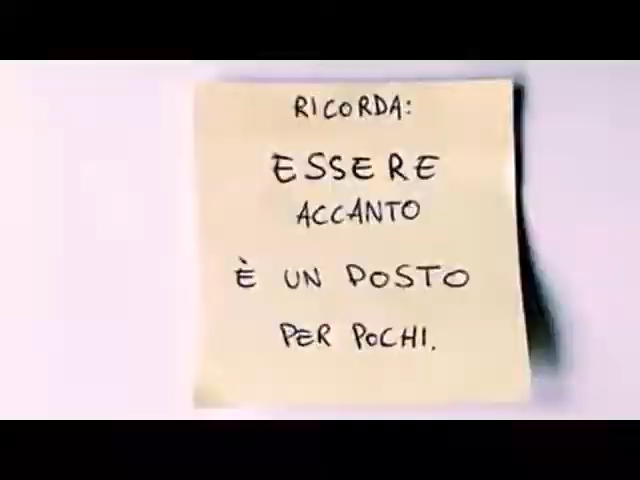 RICORDA:
ESSERE
ACCANTO
È UN POSTO
PER POCHI.